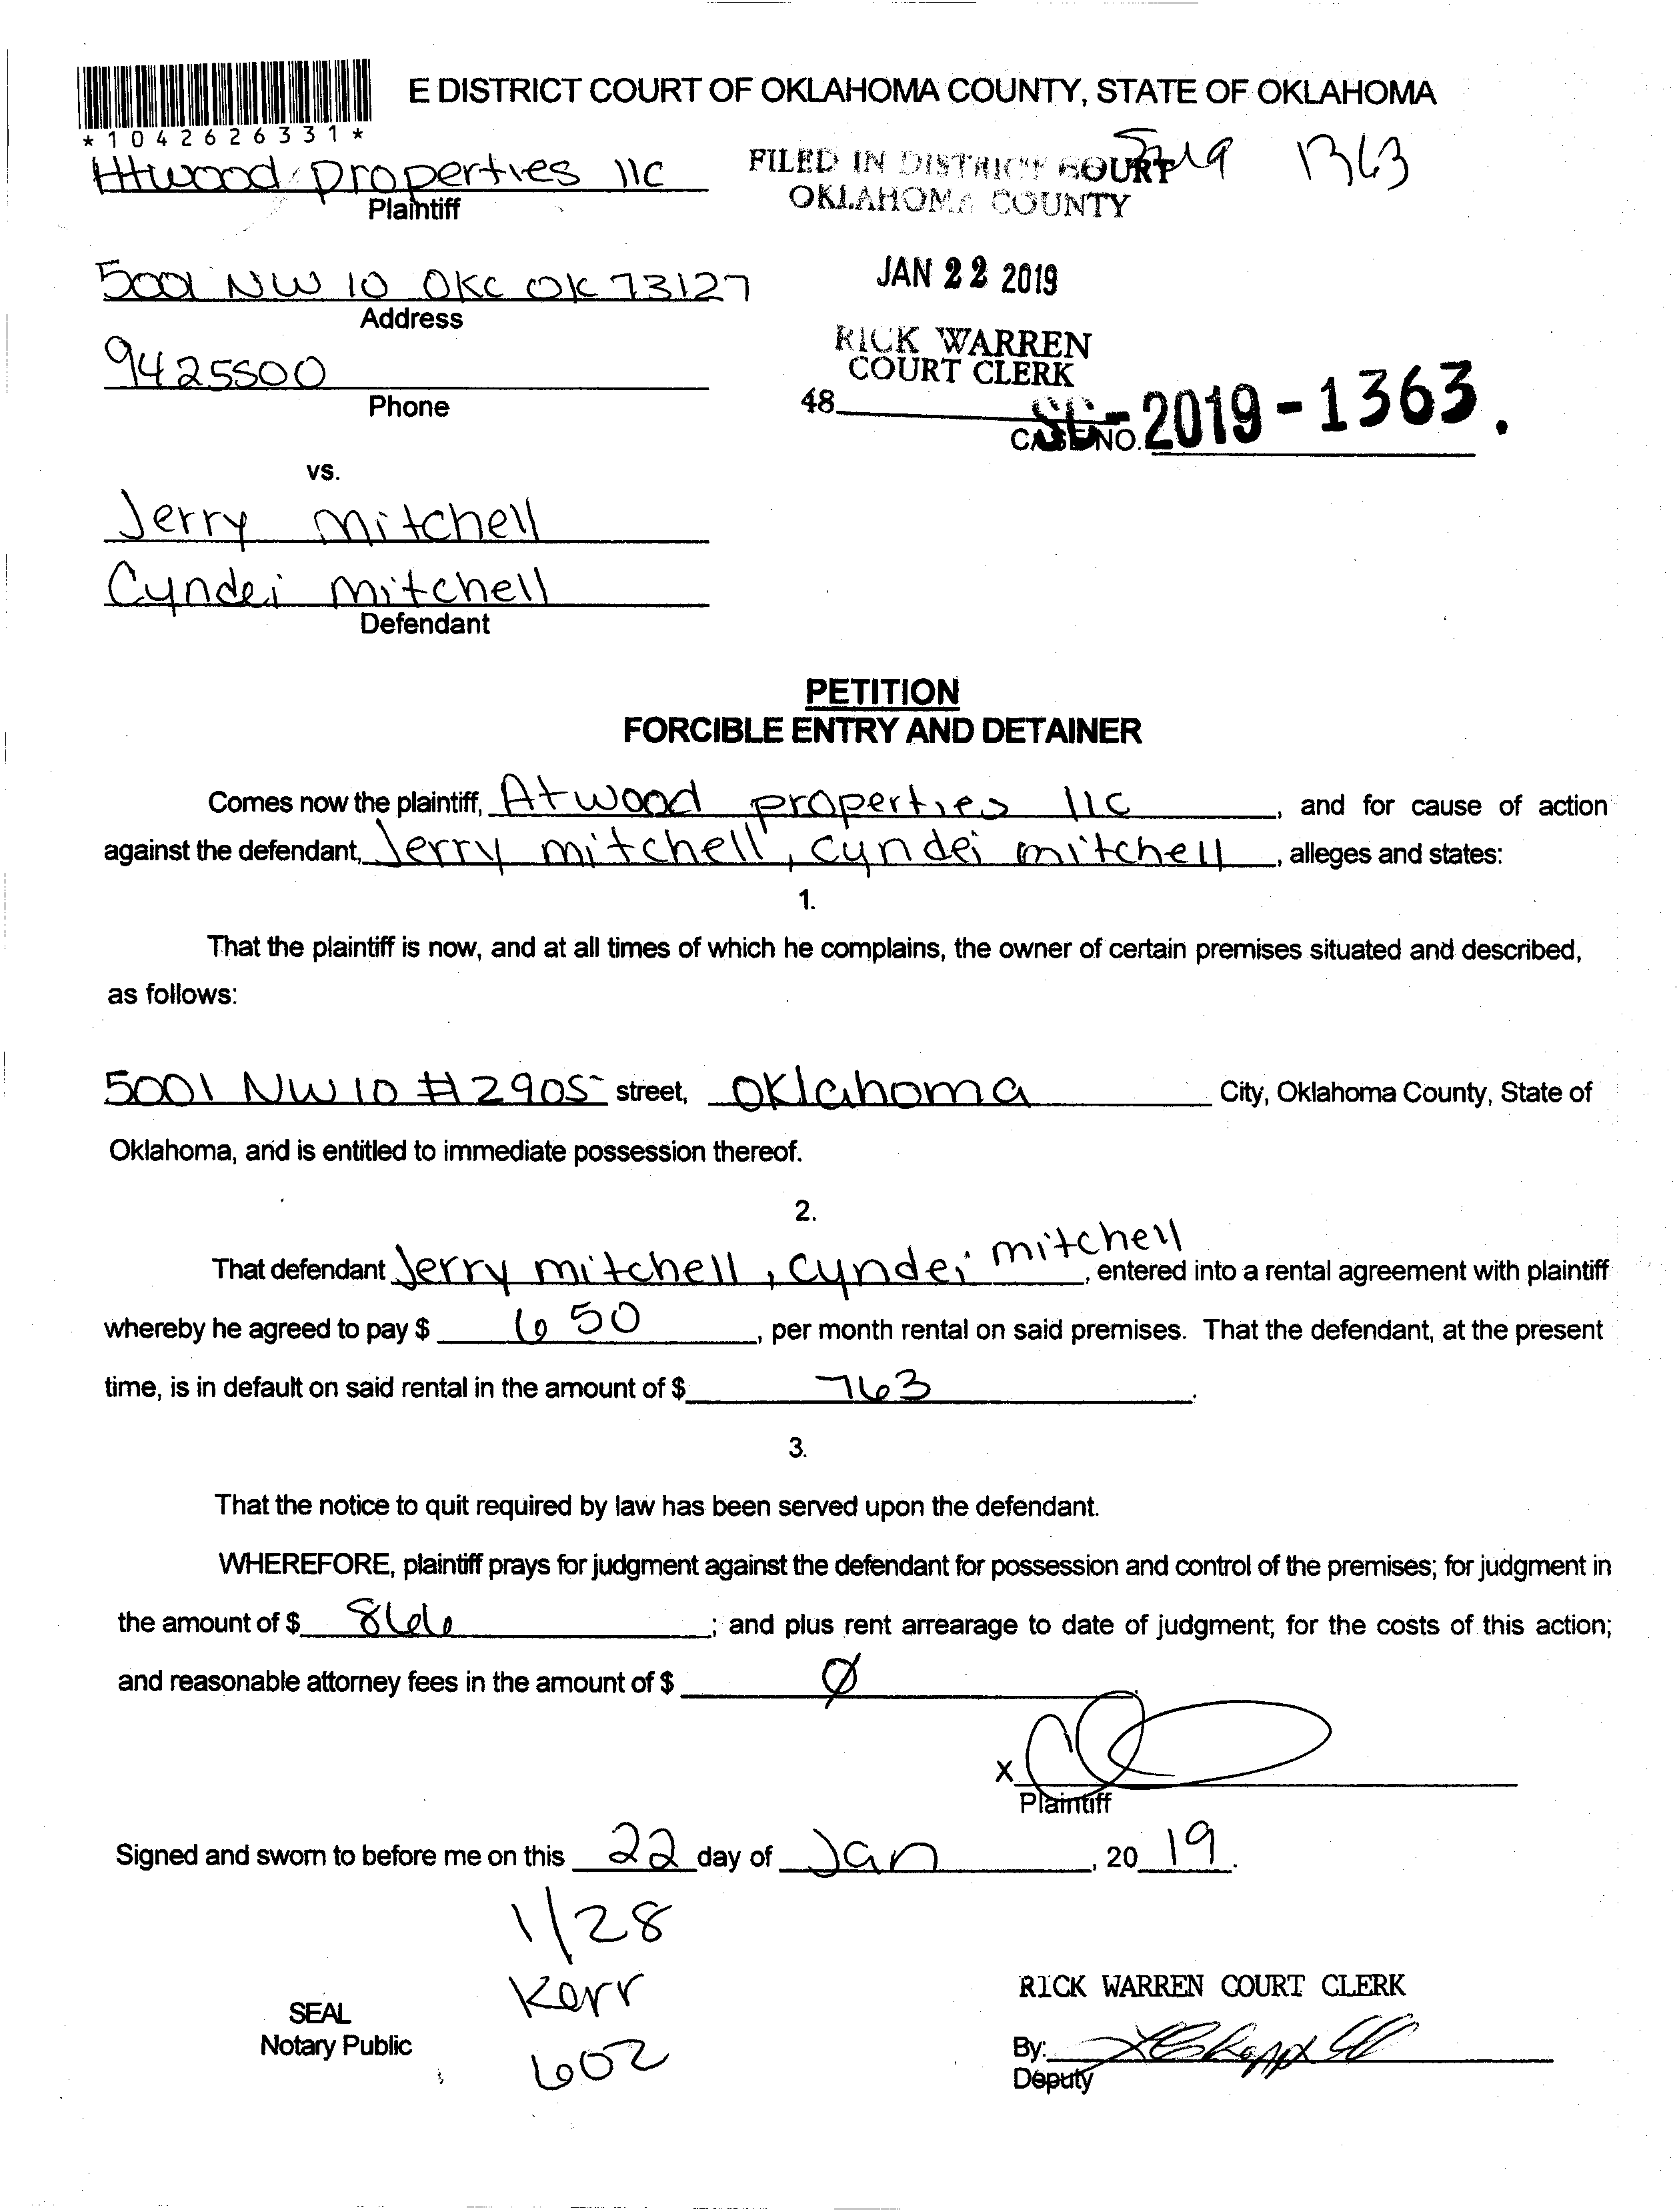 E DISTRICT COURT OF OKLAHOMA COUNTY, STATE OF OKLAHOMA
*1042626331*
Atwood properties llc
Plaintiff
FILED IN DISTRICT COURT
OKLAHOMA COUNTY
19 1363
5001 NW 10 OKC OK 73127
Address
JAN 22 2019
9425500
Phone
RICK WARREN
COURT CLERK
48
CASE NO. SC-2019-1363.
vs.
Jerry mitchell
Cyndei mitchell
Defendant
PETITION
FORCIBLE ENTRY AND DETAINER
Comes now the plaintiff, Atwood properties llc, and for cause of action
against the defendant, Jerry mitchell, cyndei mitchell, alleges and states:
1.
That the plaintiff is now, and at all times of which he complains, the owner of certain premises situated and described,
as follows:
5001 NW 10 #2905 street, Oklahoma City, Oklahoma County, State of
Oklahoma, and is entitled to immediate possession thereof.
2.
That defendant Jerry mitchell, cyndei mitchell, entered into a rental agreement with plaintiff
whereby he agreed to pay $ 650, per month rental on said premises. That the defendant, at the present
time, is in default on said rental in the amount of $ 763.
3.
That the notice to quit required by law has been served upon the defendant.
WHEREFORE, plaintiff prays for judgment against the defendant for possession and control of the premises; for judgment in
the amount of $ 866; and plus rent arrearage to date of judgment; for the costs of this action;
and reasonable attorney fees in the amount of $ Ø.
X
Plaintiff
Signed and sworn to before me on this 22 day of Jan, 2019.
1/28
Kerr
602
SEAL
Notary Public
RICK WARREN COURT CLERK
By:
Deputy